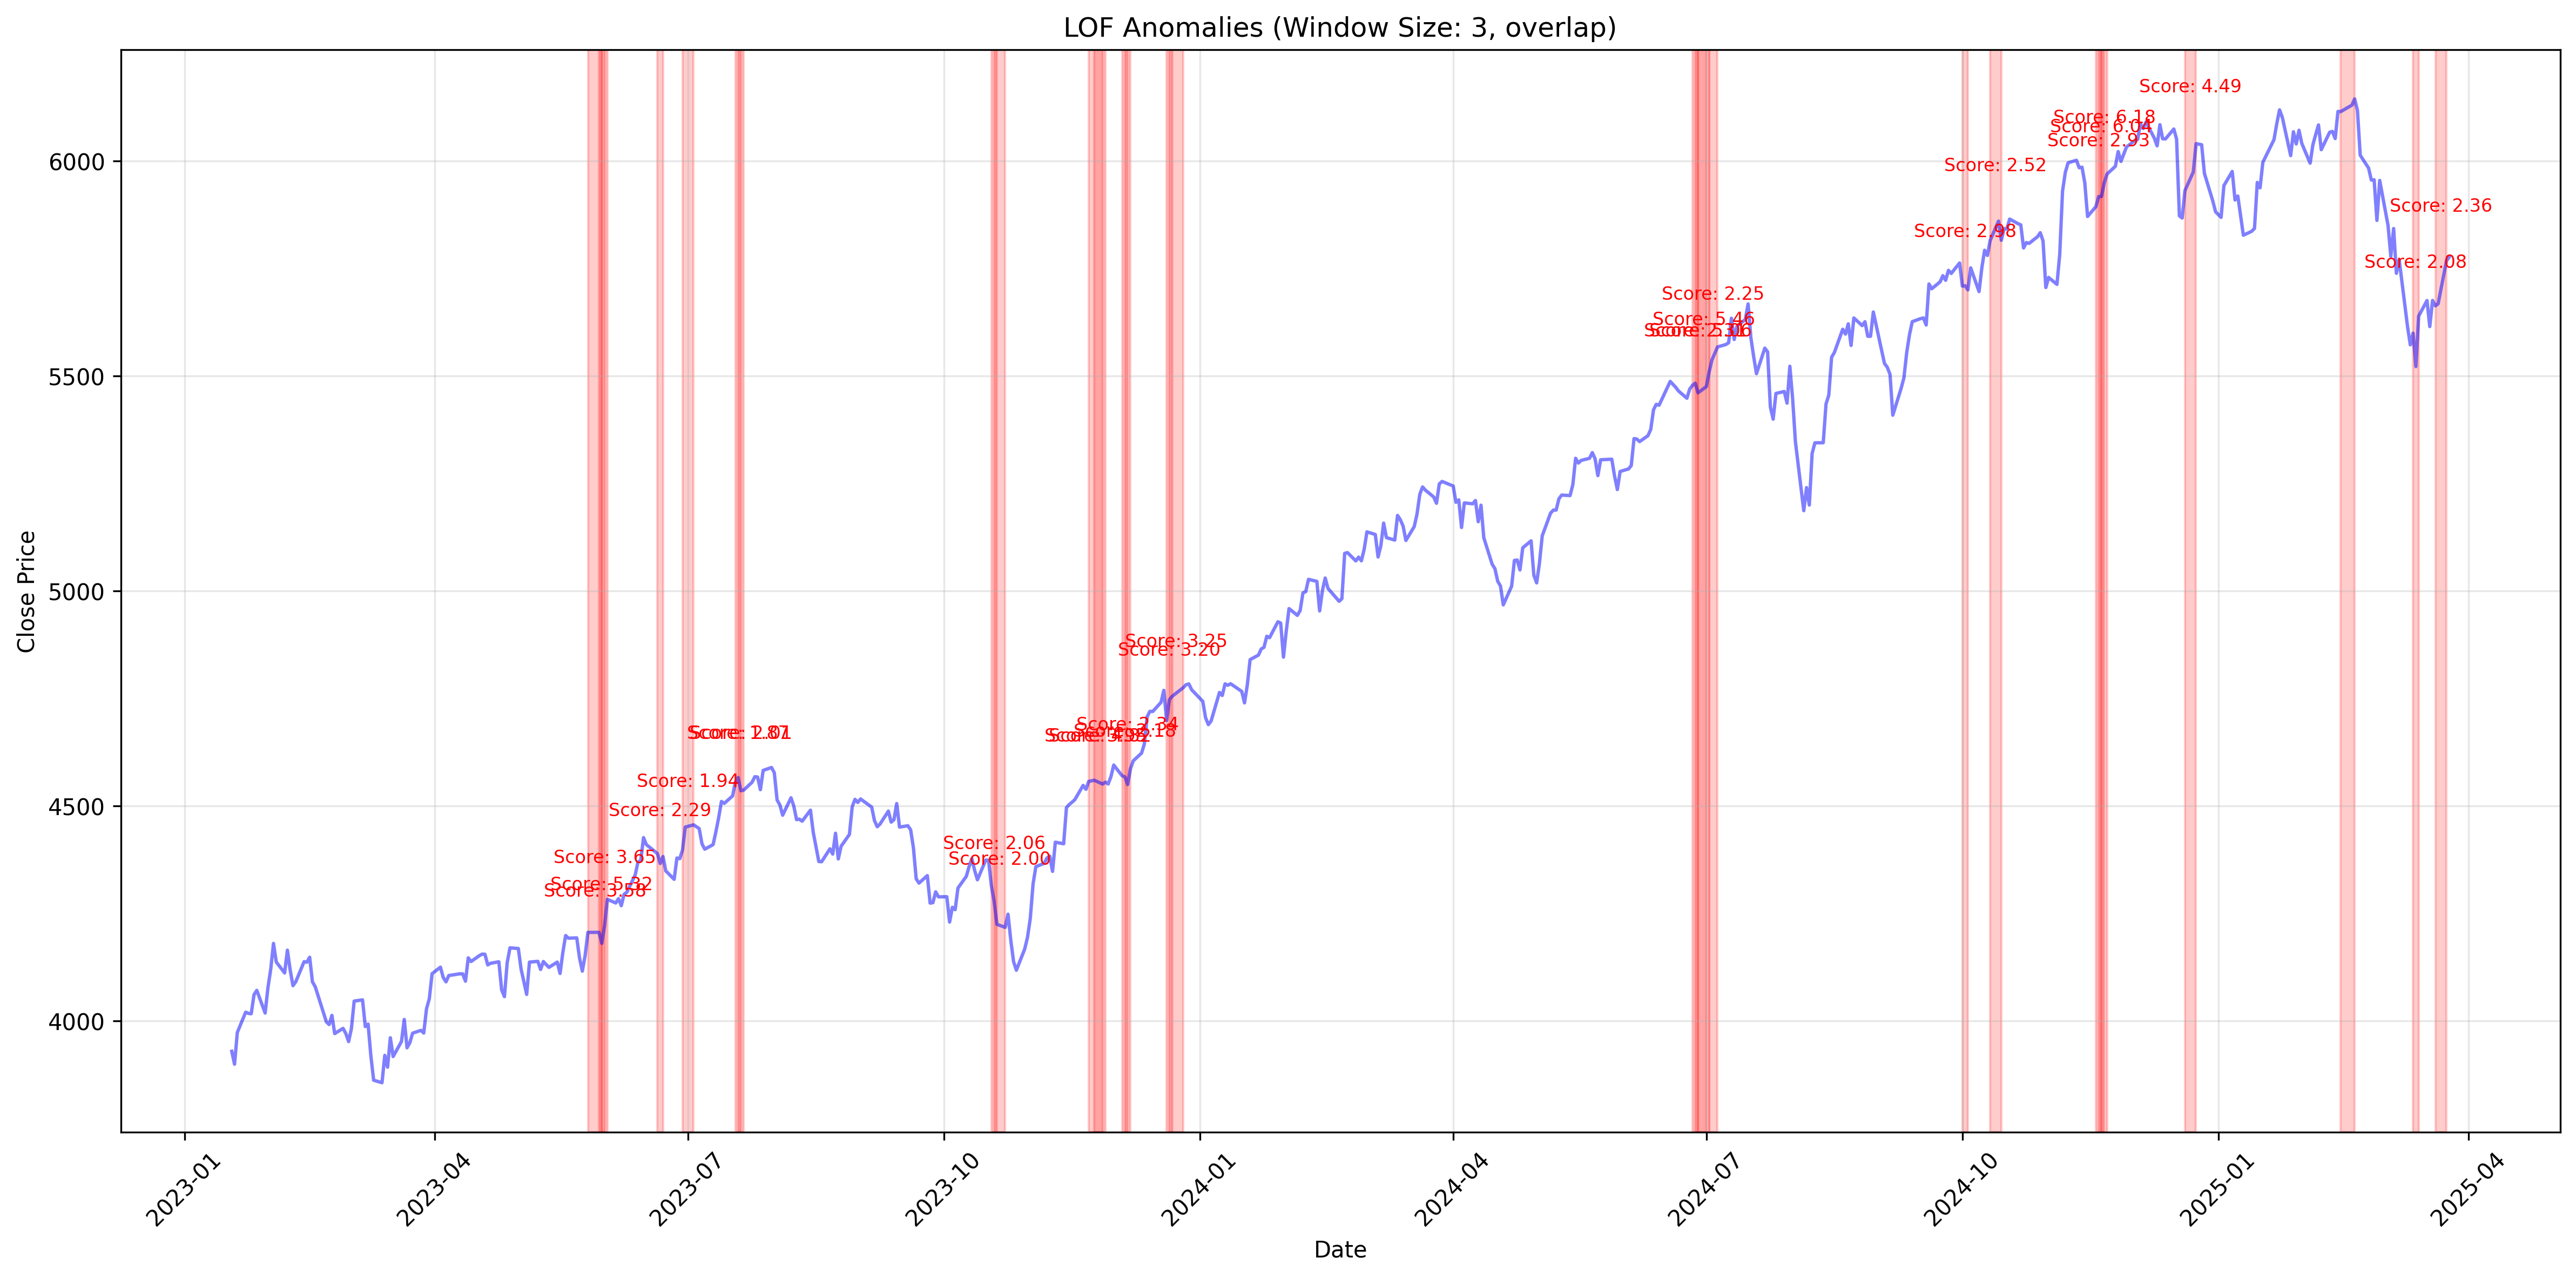 LOF Anomalies (Window Size: 3, overlap)
Close Price
6000
5500
5000
4500
4000
Score: 4.49
Score: 6.18
Score: 6.04
Score: 2.93
Score: 2.52
Score: 2.98
Score: 2.36
Score: 2.08
Score: 2.25
Score: 5.46
Score: 3.25
Score: 3.20
Score: 2.34
Score: 1.94
Score: 2.29
Score: 3.65
Score: 5.32
Score: 3.58
Score: 2.06
Score: 2.00
2023-01
2023-04
2023-07
2023-10
2024-01
2024-04
2024-07
2024-10
2025-01
2025-04
Date